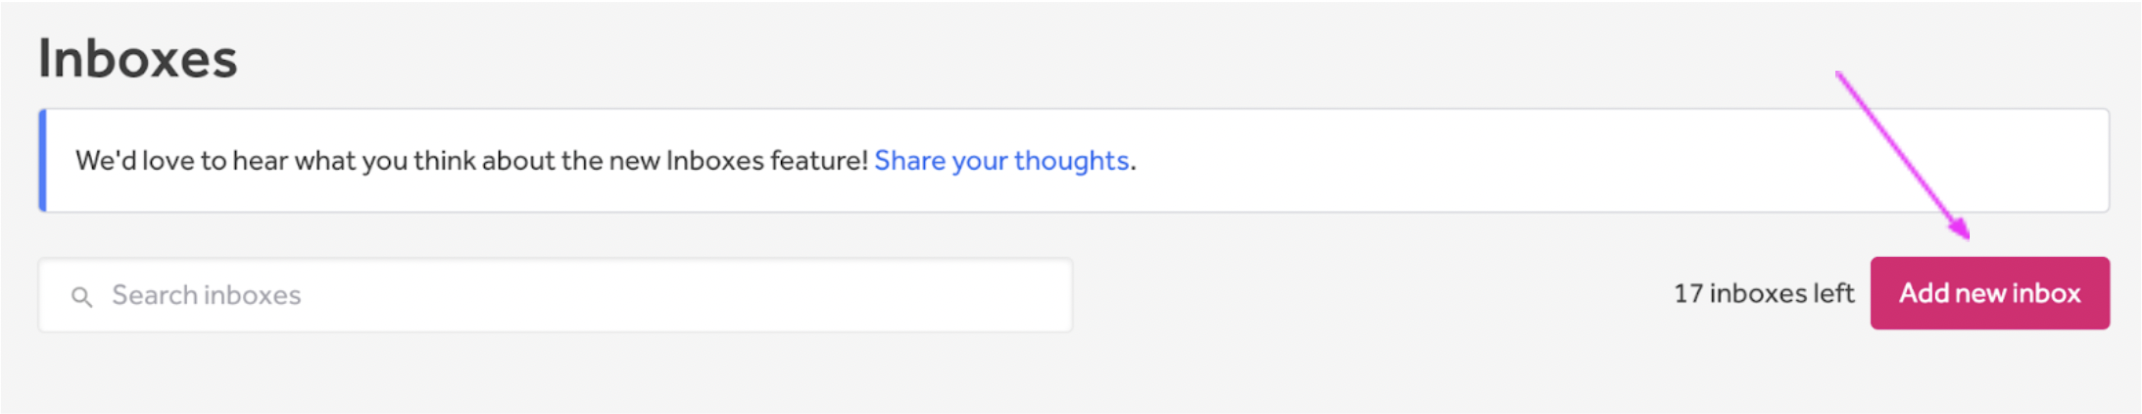 Inboxes
We'd love to hear what you think about the new Inboxes feature! Share your thoughts.
Search inboxes
17 inboxes left
Add new inbox